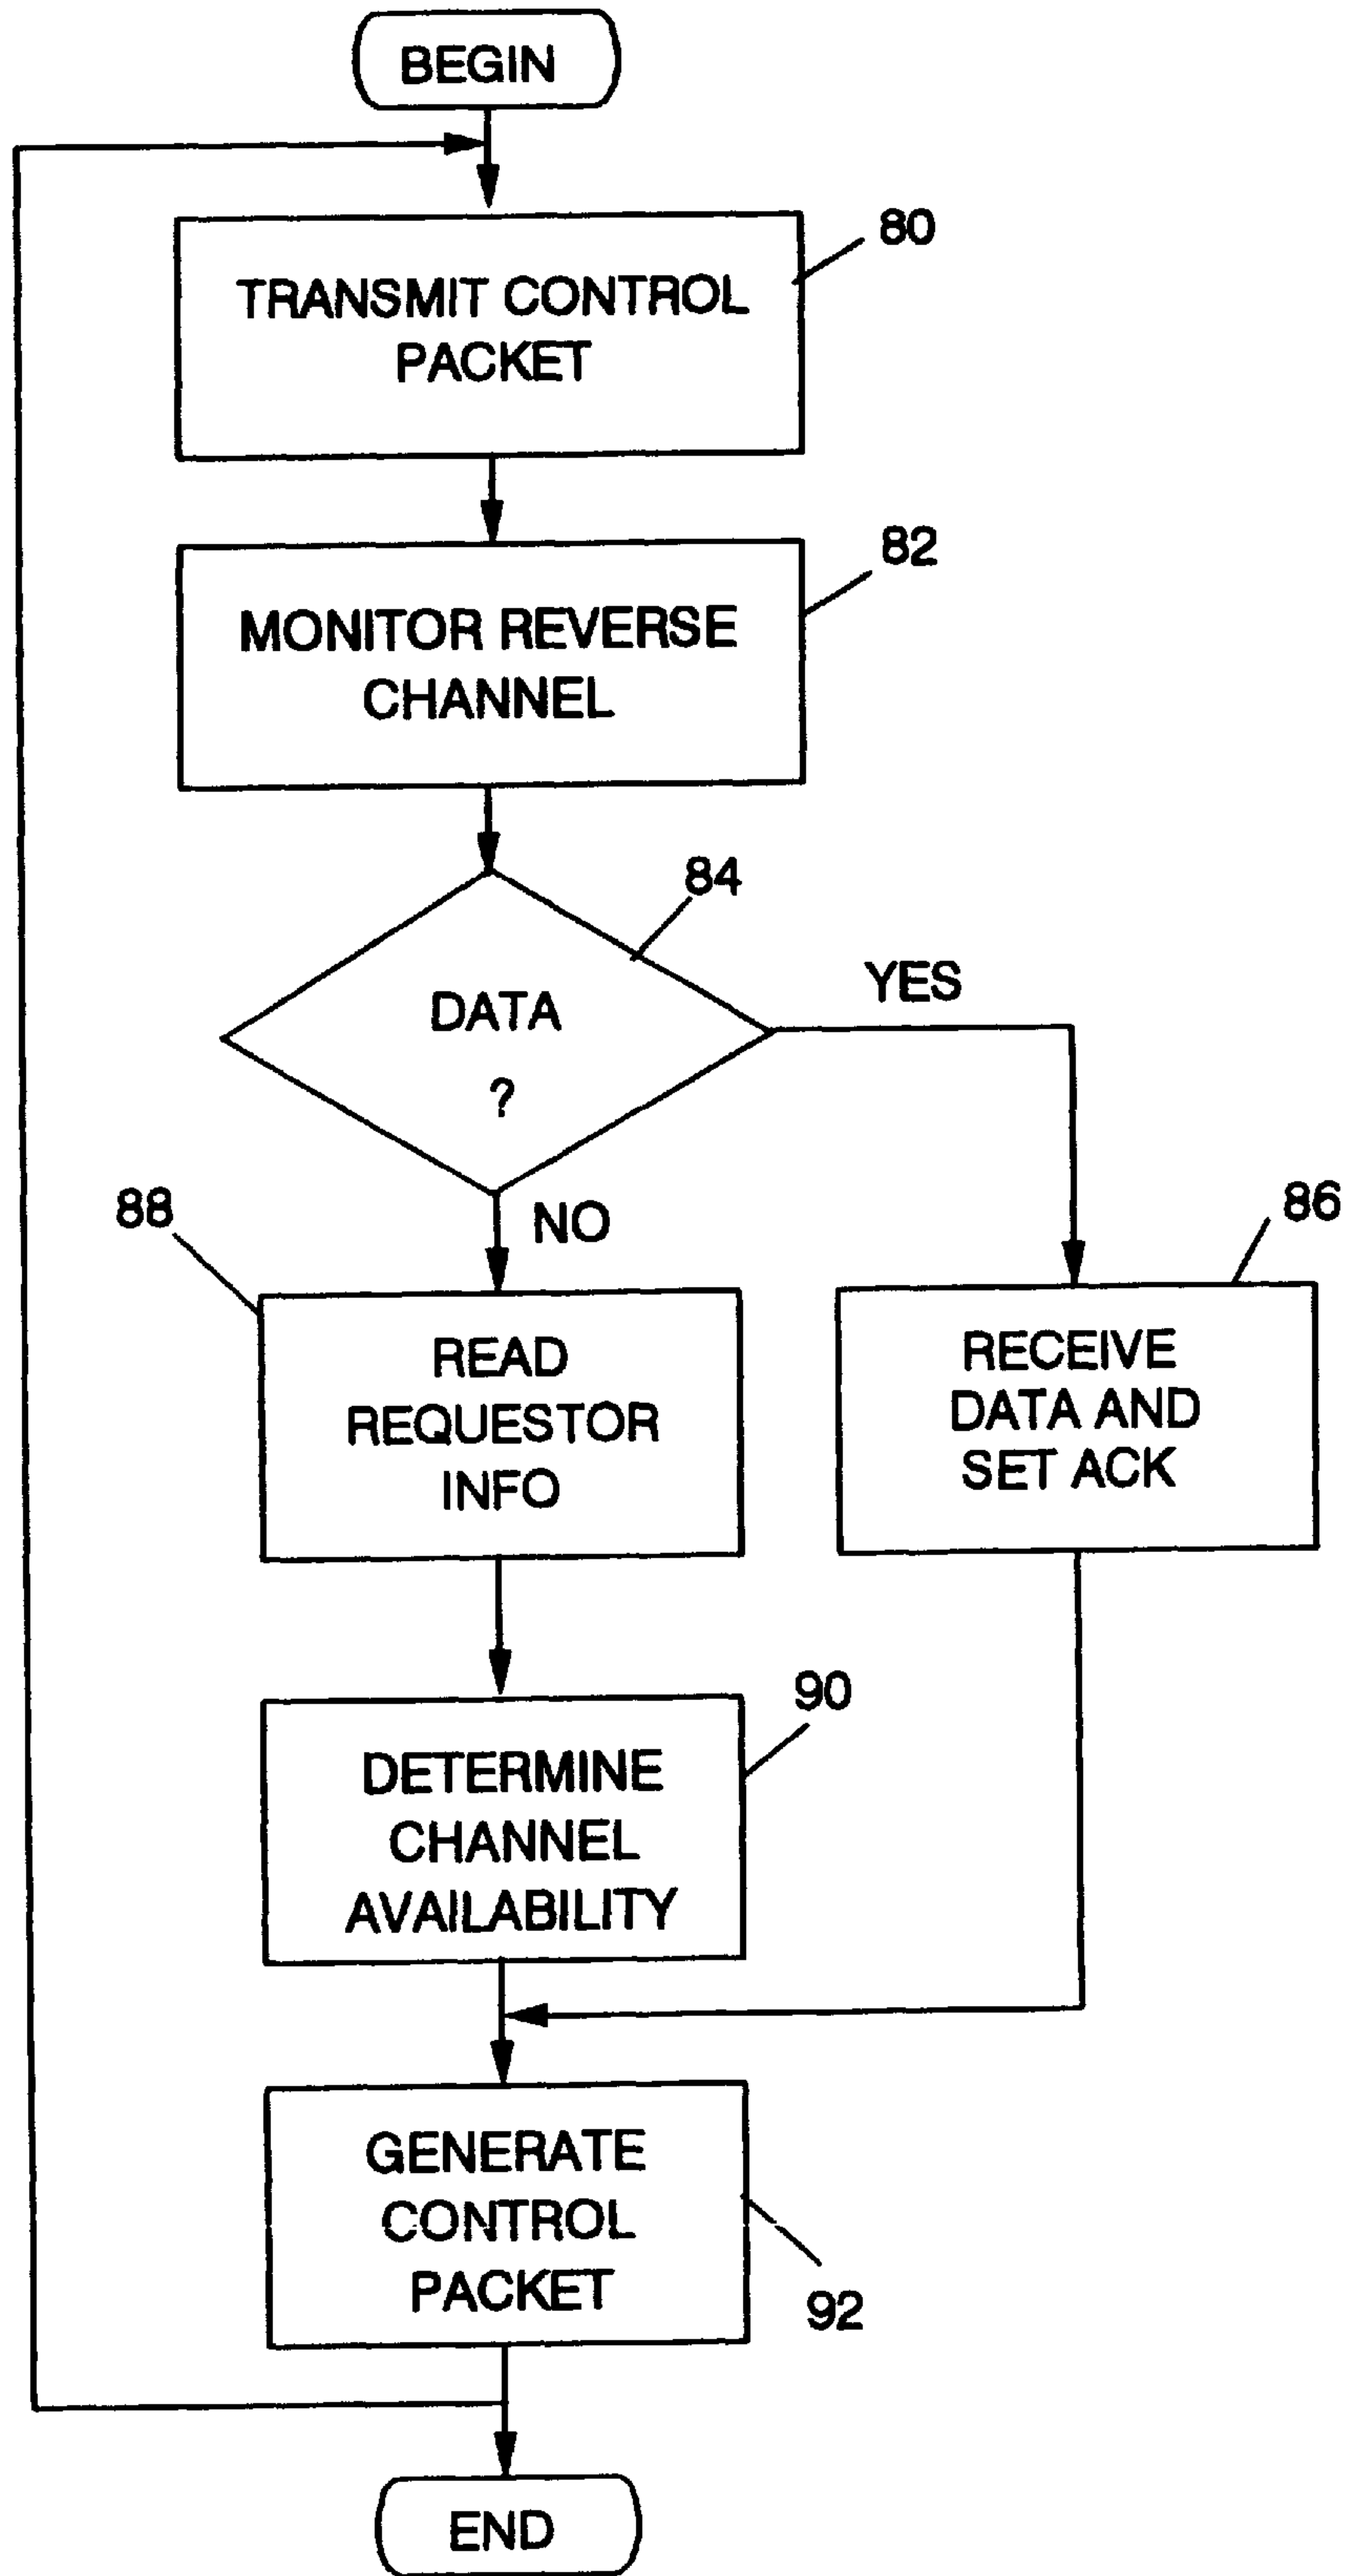 BEGIN
80
TRANSMIT CONTROL
PACKET
82
MONITOR REVERSE
CHANNEL
84
YES
DATA
?
NO
88
86
READ
REQUESTOR
INFO
RECEIVE
DATA AND
SET ACK
90
DETERMINE
CHANNEL
AVAILABILITY
GENERATE
CONTROL
PACKET
92
END